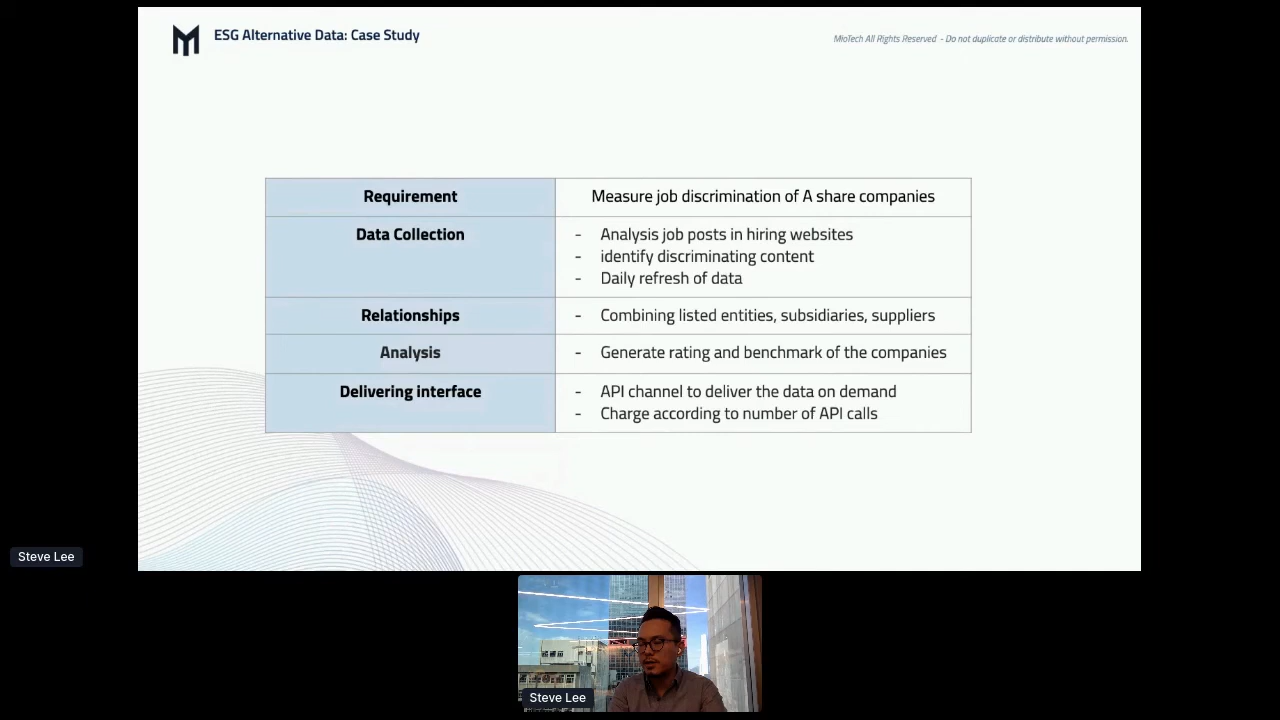 ESG Alternative Data: Case Study
MioTech All Rights Reserved - Do not duplicate or distribute without permission.
Requirement
Measure job discrimination of A share companies
Data Collection
- Analysis job posts in hiring websites
- identify discriminating content
- Daily refresh of data
Relationships
- Combining listed entities, subsidiaries, suppliers
Analysis
- Generate rating and benchmark of the companies
Delivering interface
- API channel to deliver the data on demand
- Charge according to number of API calls
Steve Lee
Steve Lee